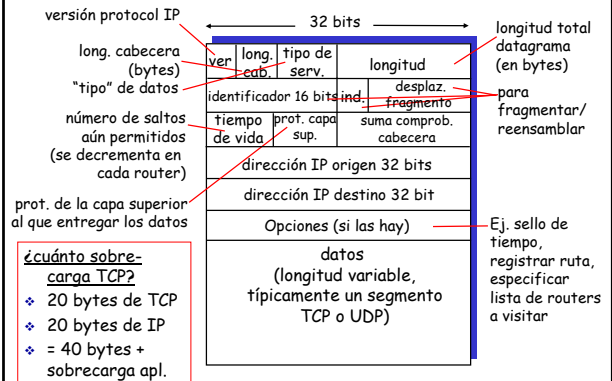 versión protocol IP
32 bits
longitud total
datagrama
(en bytes)
long. cabecera
(bytes)
"tipo" de datos
ver
long.
cab.
tipo de
serv.
longitud
identificador 16 bits
ind.
desplaz.
fragmento
para
fragmentar/
reensamblar
número de saltos
aún permitidos
(se decrementa en
cada router)
tiempo
de vida
prot. capa
sup.
suma comprob.
cabecera
dirección IP origen 32 bits
dirección IP destino 32 bit
prot. de la capa superior
al que entregar los datos
Opciones (si las hay)
Ej. sello de
tiempo,
registrar ruta,
especificar
lista de routers
a visitar
datos
(longitud variable,
típicamente un segmento
TCP o UDP)
¿cuánto sobre-
carga TCP?
❖ 20 bytes de TCP
❖ 20 bytes de IP
❖ = 40 bytes +
sobrecarga apl.